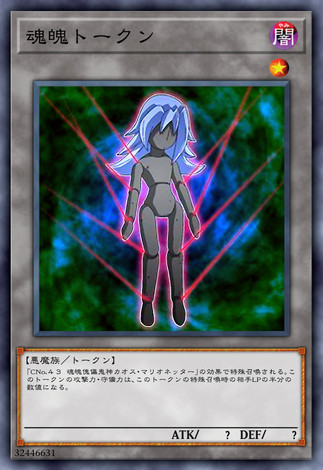 魂魄トークン
やみ
闇
【悪魔族／トークン】
「CNo.４３ 魂魄傀儡鬼神カオス・マリオネッター」の効果で特殊召喚される。こ
のトークンの攻撃力・守備力は、このトークンの特殊召喚時の相手LPの半分の
数値になる。
ATK/ ? DEF/ ?
32446631